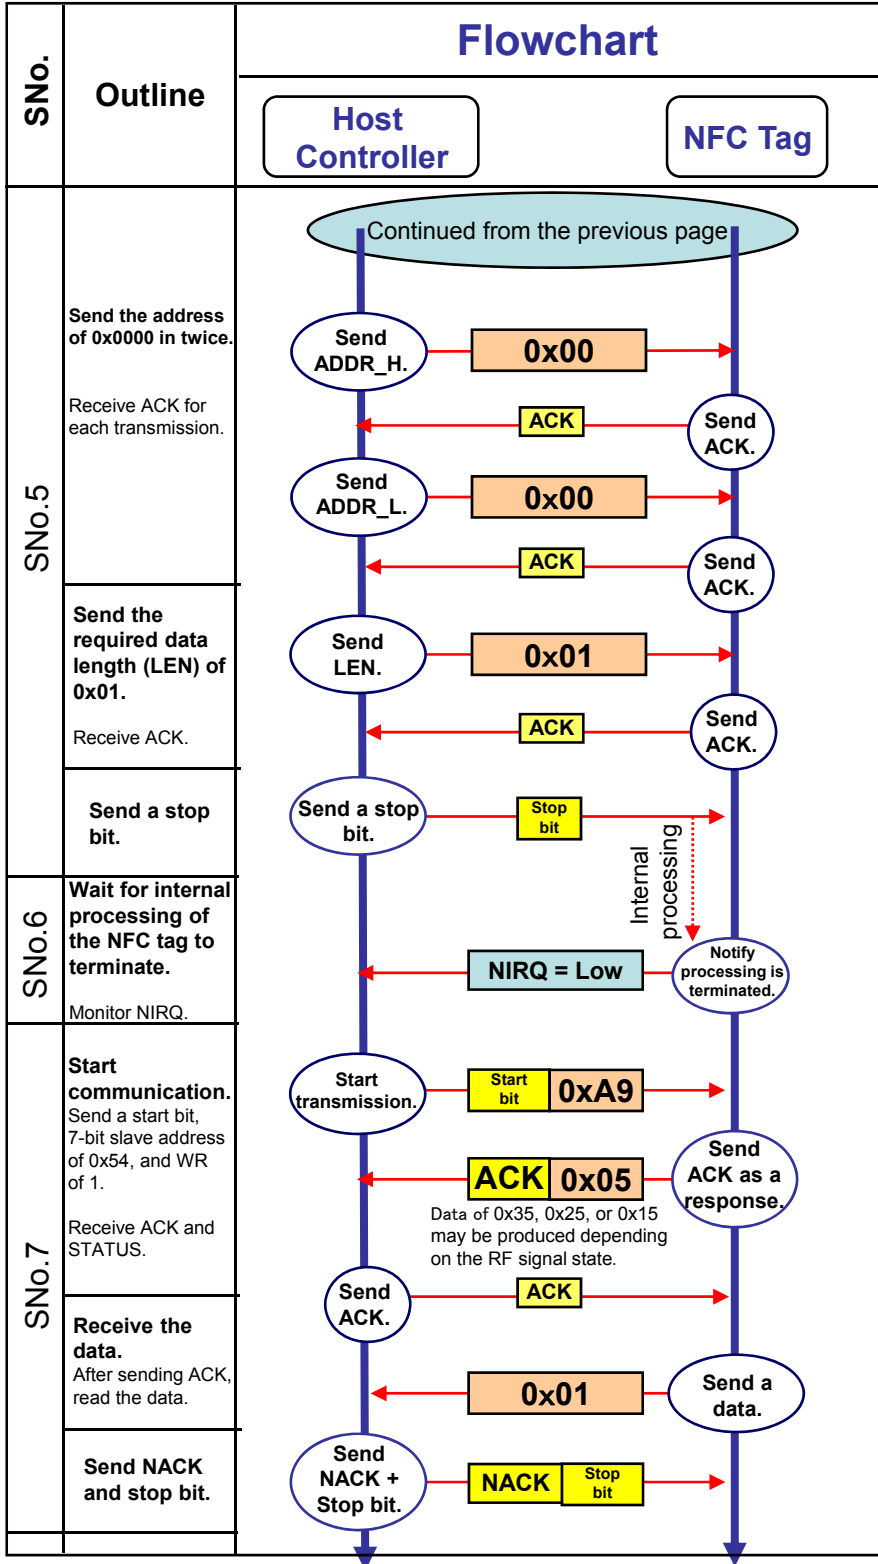 SNo.
Outline
Flowchart
Host
Controller
NFC Tag
Continued from the previous page
SNo.5
Send the address
of 0x0000 in twice.
Receive ACK for
each transmission.
Send
ADDR_H.
0x00
ACK
Send
ACK.
Send
ADDR_L.
0x00
ACK
Send
ACK.
Send the
required data
length (LEN) of
0x01.
Receive ACK.
Send
LEN.
0x01
ACK
Send
ACK.
Send a stop
bit.
Send a stop
bit.
Stop
bit
Internal
processing
SNo.6
Wait for internal
processing of
the NFC tag to
terminate.
Monitor NIRQ.
NIRQ = Low
Notify
processing is
terminated.
SNo.7
Start
communication.
Send a start bit,
7-bit slave address
of 0x54, and WR
of 1.
Receive ACK and
STATUS.
Start
transmission.
Start
bit
0xA9
ACK
0x05
Send
ACK as a
response.
Data of 0x35, 0x25, or 0x15
may be produced depending
on the RF signal state.
Send
ACK.
ACK
Receive the
data.
After sending ACK,
read the data.
0x01
Send a
data.
Send NACK
and stop bit.
Send
NACK +
Stop bit.
NACK
Stop
bit